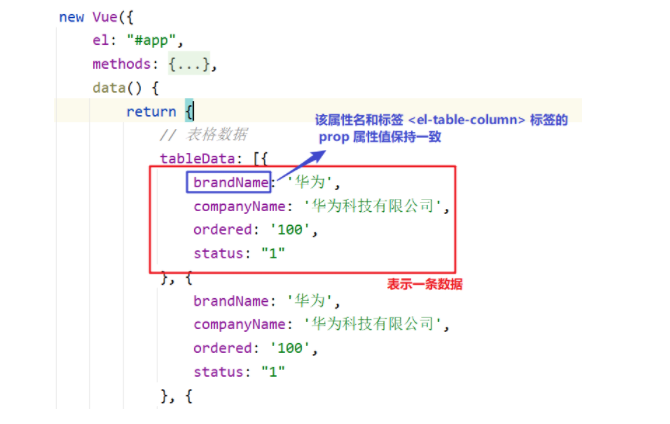 new Vue({
el: "#app",
methods: {...},
data() {
return {
该属性名和标签 <el-table-column> 标签的
prop 属性值保持一致
// 表格数据
tableData: [{
brandName: '华为',
companyName: '华为科技有限公司',
ordered: '100',
status: "1"
}, {
表示一条数据
brandName: '华为',
companyName: '华为科技有限公司',
ordered: '100',
status: "1"
}, {